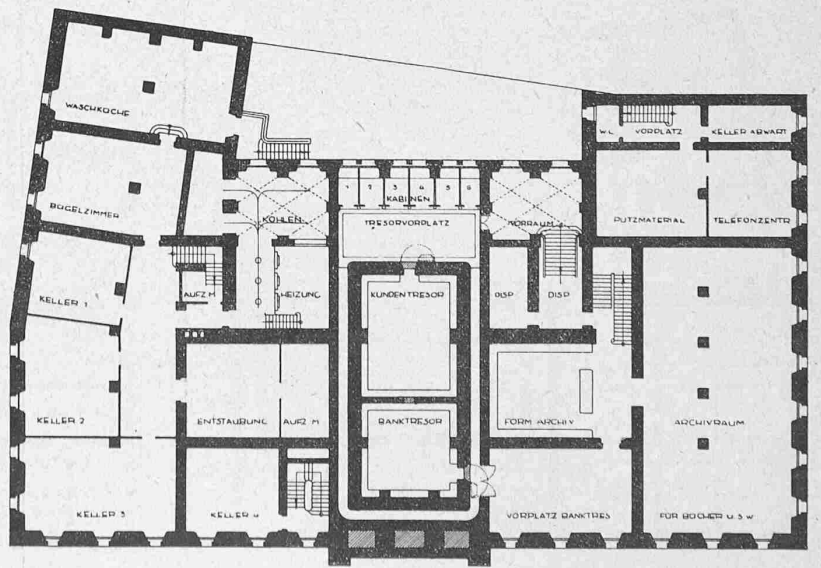 WASCHKÜCHE
W.C. VORPLATZ KELLER ABWART
BÜGELZIMMER
1 2 3 4 5 6
KABINEN
KOHLEN
TRESORVORPLATZ
VORRAUM
PUTZMATERIAL
TELEFONZENTR
KELLER 1
AUFZ M
HEIZUNG
KUNDENTRESOR
DISP
DISP
KELLER 2
ENTSTAUBUNG
AUFZ M
BANKTRESOR
FORM ARCHIV
ARCHIVRAUM
KELLER 3
KELLER 4
VORPLATZ BANKTRES
FÜR BÜCHER U.S.W